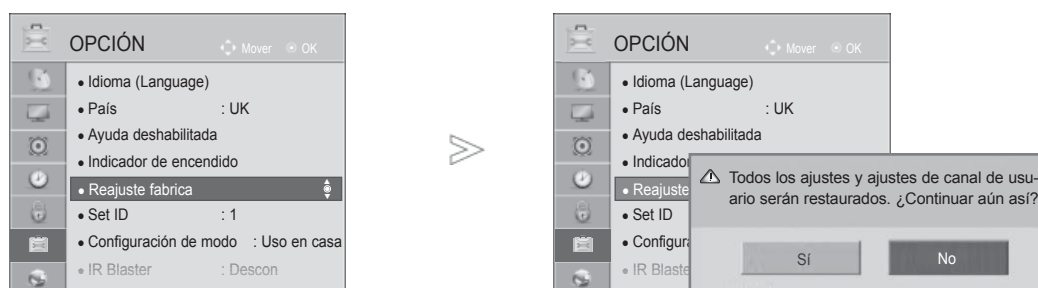 OPCIÓN
Mover OK
• Idioma (Language)
• País : UK
• Ayuda deshabilitada
• Indicador de encendido
• Reajuste fabrica
• Set ID : 1
• Configuración de modo : Uso en casa
• IR Blaster : Descon
OPCIÓN
Mover OK
• Idioma (Language)
• País : UK
• Ayuda deshabilitada
• Indicador
• Reajuste
• Set ID
• Configura
• IR Blaste
Todos los ajustes y ajustes de canal de usu-
ario serán restaurados. ¿Continuar aún así?
Sí No